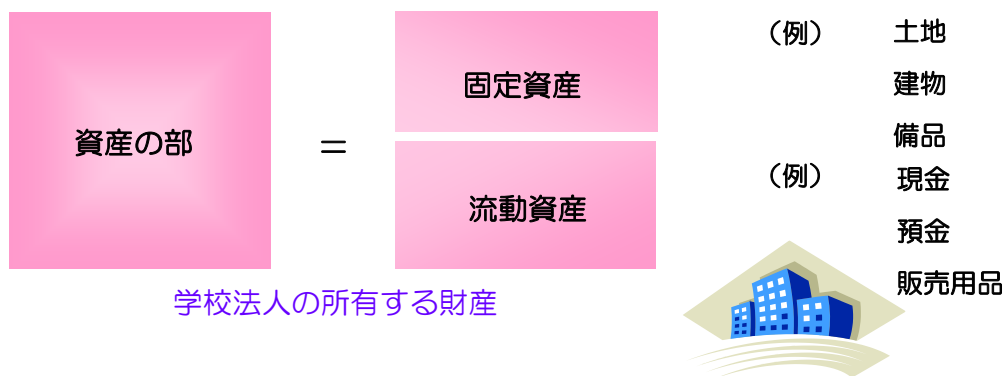 資産の部
＝
固定資産
（例） 土地
建物
備品
流動資産
（例） 現金
預金
販売用品
学校法人の所有する財産